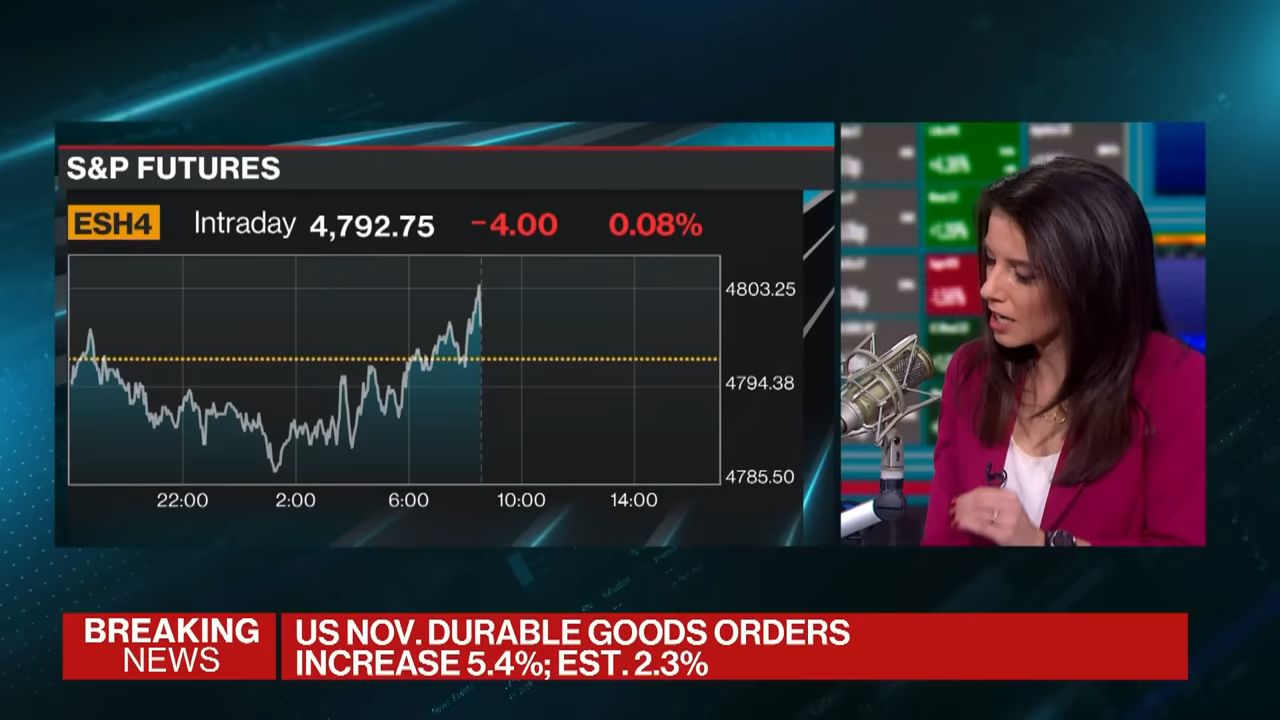 S&P FUTURES
ESH4 Intraday 4,792.75 −4.00 0.08%
4803.25
4794.38
4785.50
22:00 2:00 6:00 10:00 14:00
BREAKING NEWS
US NOV. DURABLE GOODS ORDERS
INCREASE 5.4%; EST. 2.3%